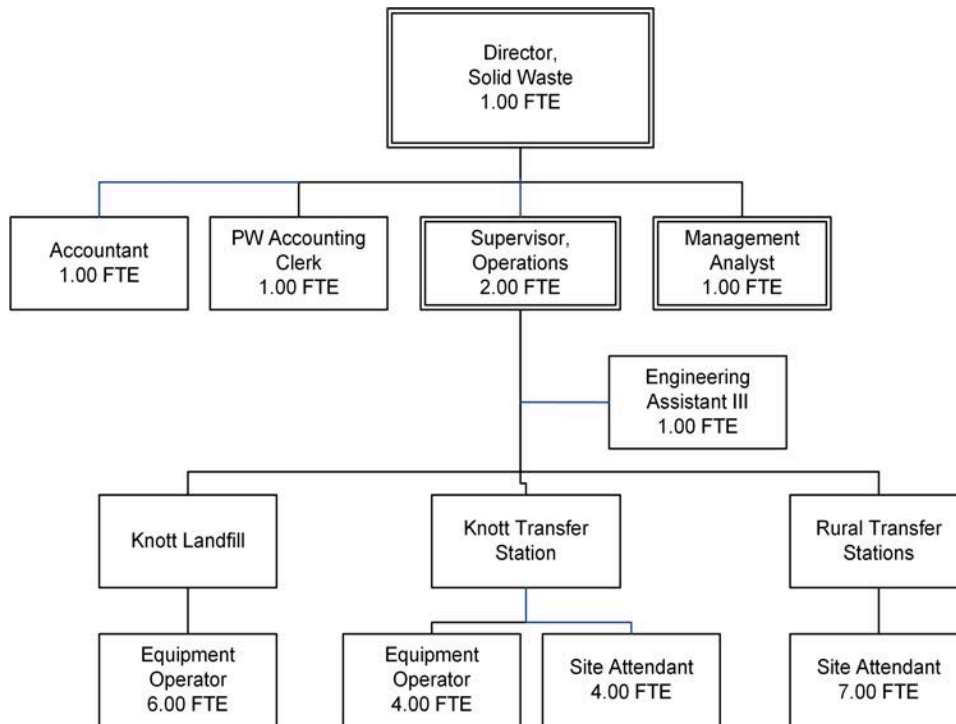 Director,
Solid Waste
1.00 FTE
Accountant
1.00 FTE
PW Accounting
Clerk
1.00 FTE
Supervisor,
Operations
2.00 FTE
Management
Analyst
1.00 FTE
Engineering
Assistant III
1.00 FTE
Knott Landfill
Knott Transfer
Station
Rural Transfer
Stations
Equipment
Operator
6.00 FTE
Equipment
Operator
4.00 FTE
Site Attendant
4.00 FTE
Site Attendant
7.00 FTE